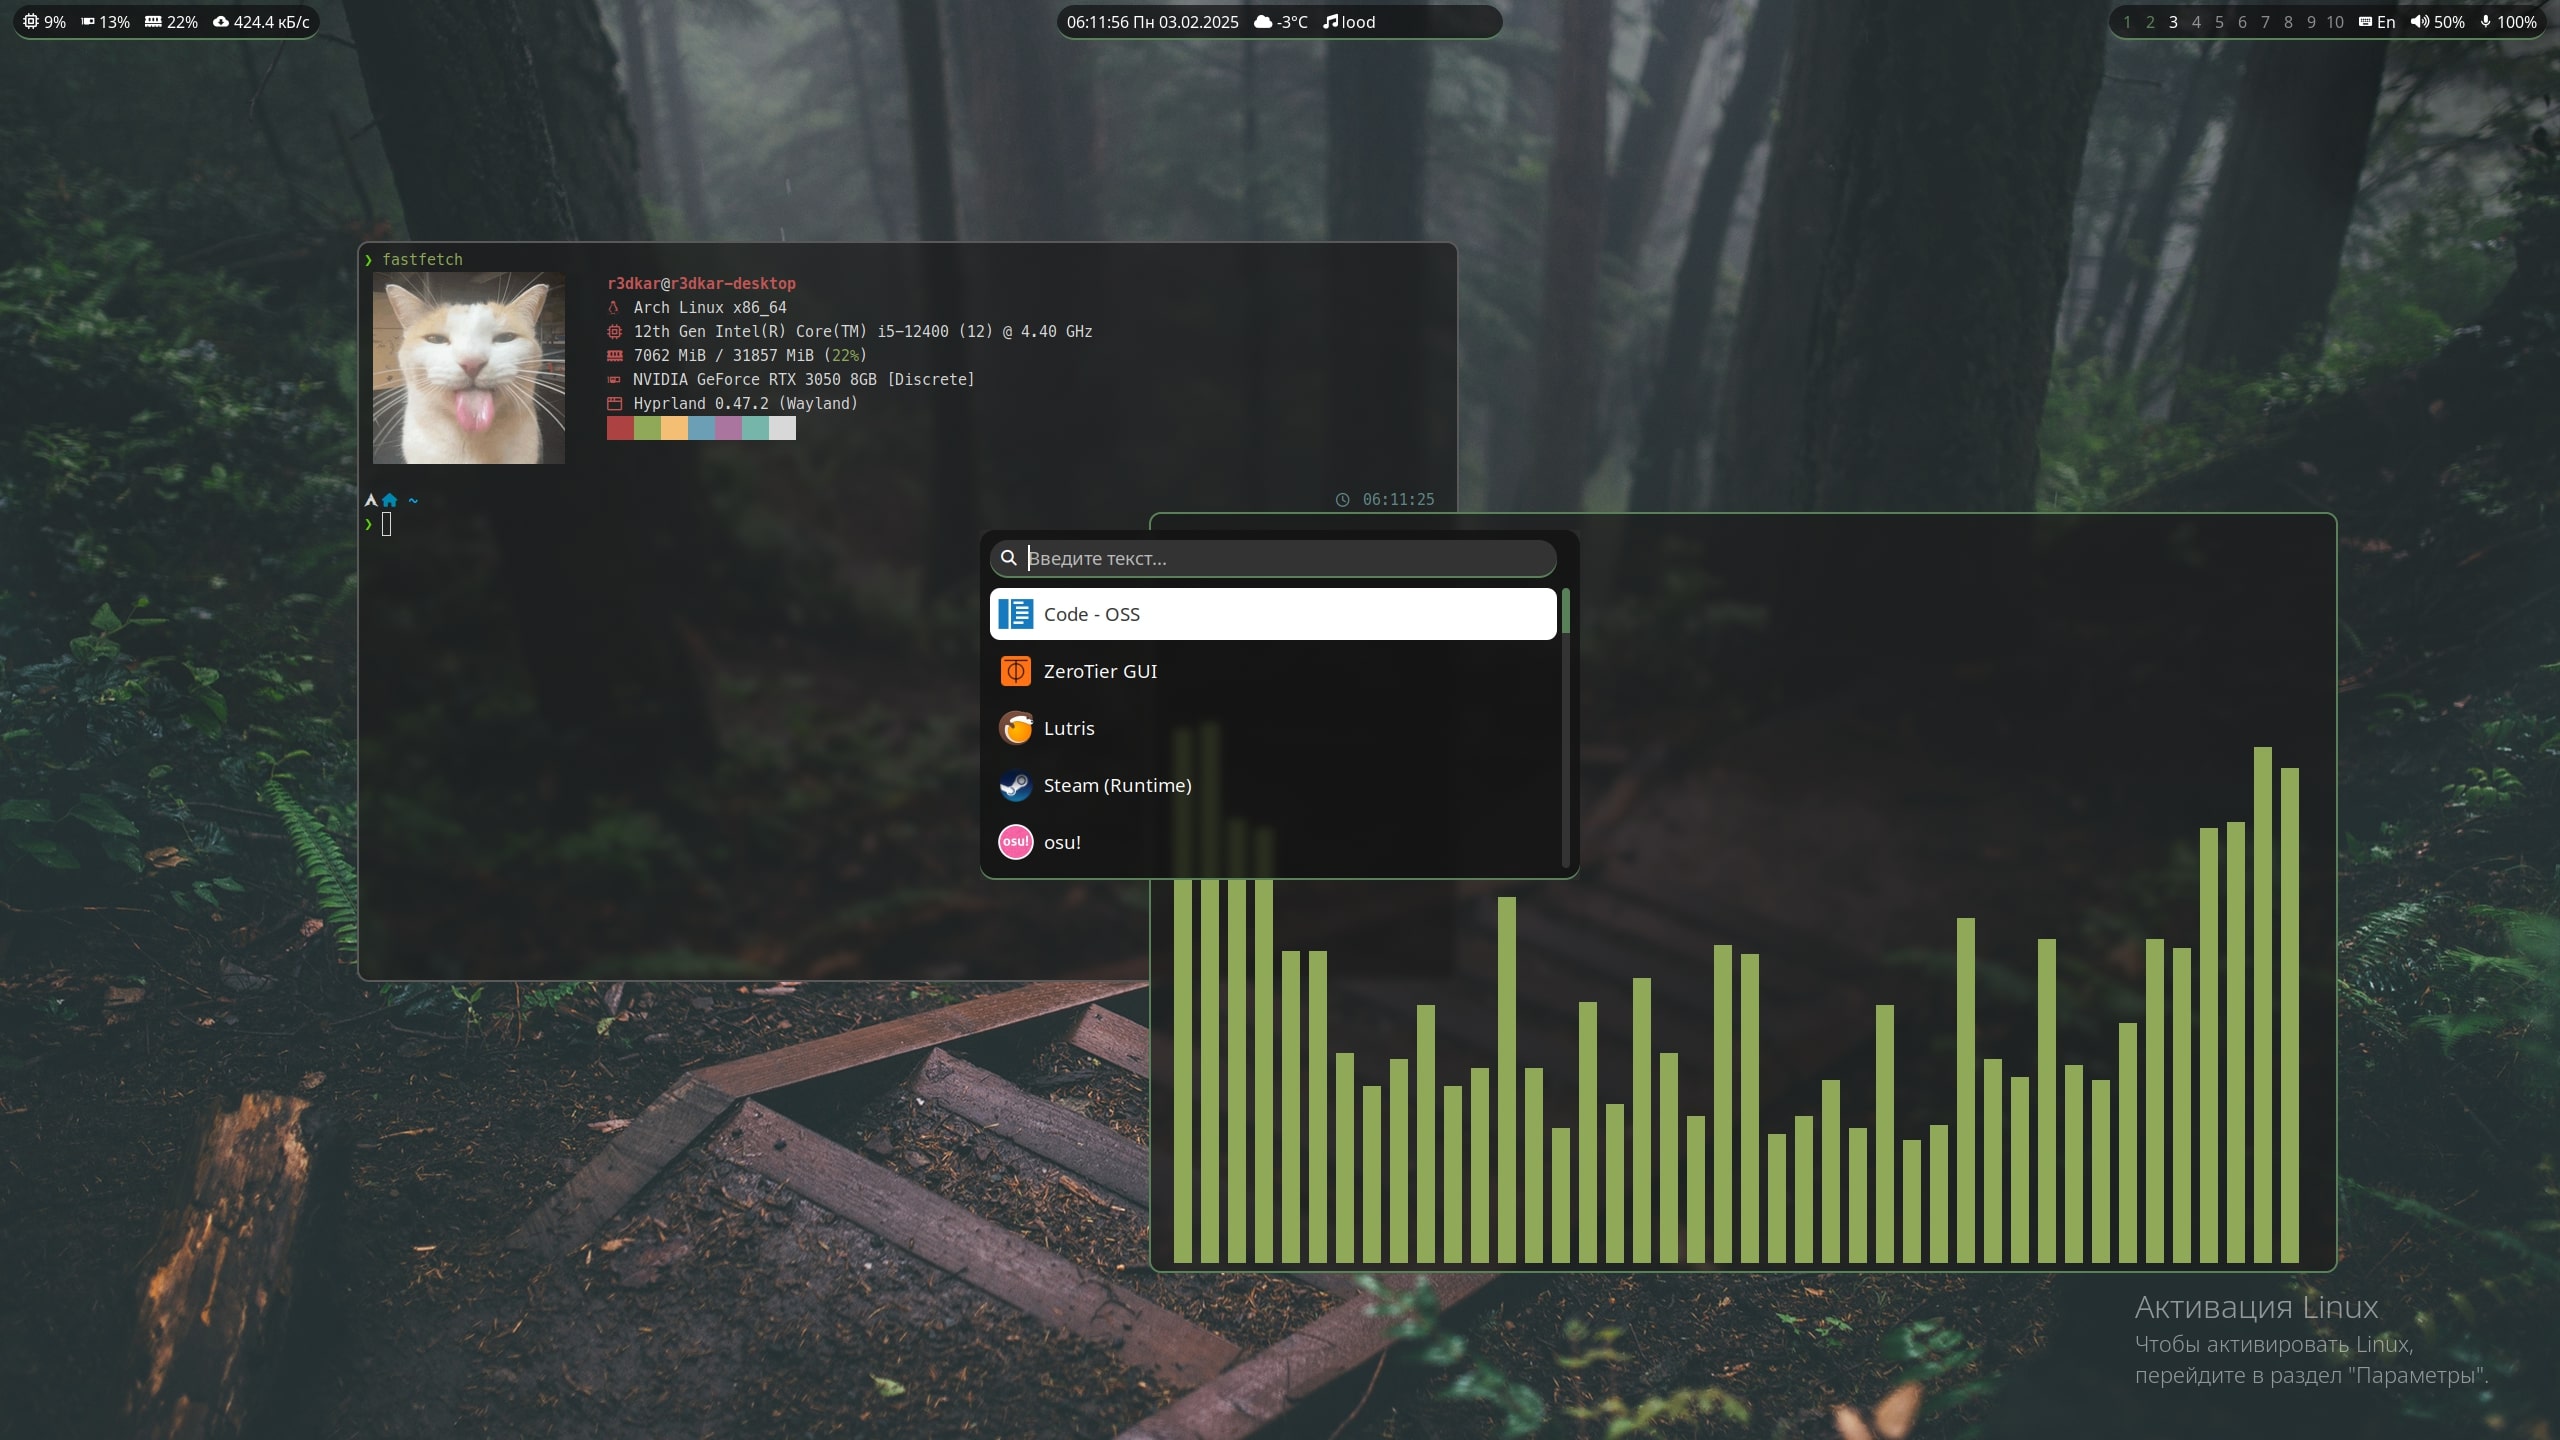 9% 13% 22% 424.4 кБ/с
06:11:56 Пн 03.02.2025 -3°C lood
1 2 3 4 5 6 7 8 9 10 En 50% 100%
❯ fastfetch
r3dkar@r3dkar-desktop
Arch Linux x86_64
12th Gen Intel(R) Core(TM) i5-12400 (12) @ 4.40 GHz
7062 MiB / 31857 MiB (22%)
NVIDIA GeForce RTX 3050 8GB [Discrete]
Hyprland 0.47.2 (Wayland)
~ 06:11:25
❯
Введите текст...
Code - OSS
ZeroTier GUI
Lutris
Steam (Runtime)
osu! osu!
Активация Linux
Чтобы активировать Linux,
перейдите в раздел "Параметры".